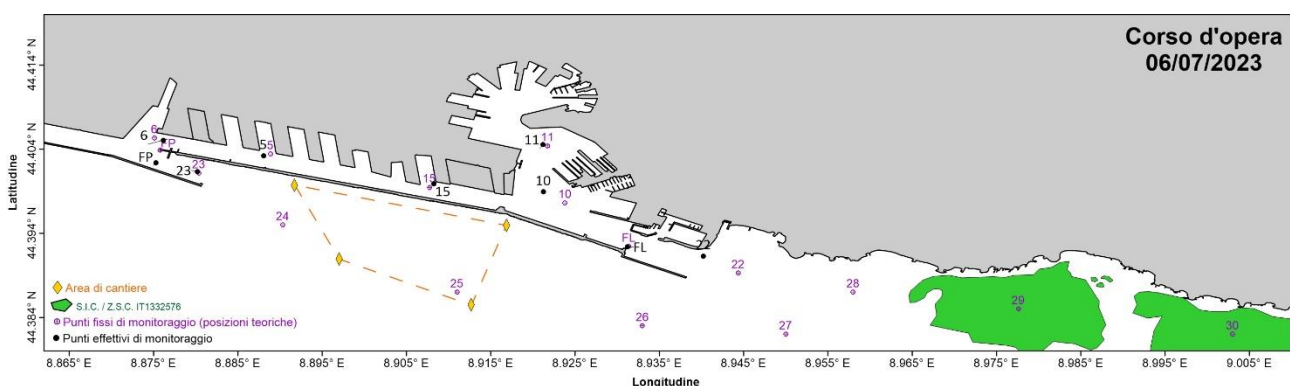 Corso d'opera
06/07/2023
Latitudine
44.414° N
44.404° N
44.394° N
44.384° N
6
6
FP
FP
23
23
5
5
15
15
11
11
10
10
24
25
FL
FL
22
22
26
27
28
29
30
Area di cantiere
S.I.C. / Z.S.C. IT1332576
Punti fissi di monitoraggio (posizioni teoriche)
Punti effettivi di monitoraggio
8.865° E
8.875° E
8.885° E
8.895° E
8.905° E
8.915° E
8.925° E
8.935° E
8.945° E
8.955° E
8.965° E
8.975° E
8.985° E
8.995° E
9.005° E
Longitudine